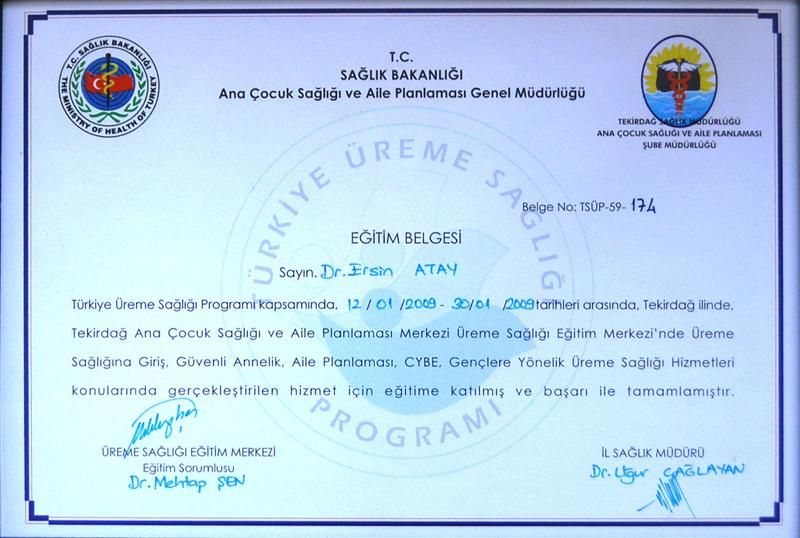 T.C. SAĞLIK BAKANLIĞI
THE MINISTRY OF HEALTH OF TURKEY
T.C.
SAĞLIK BAKANLIĞI
Ana Çocuk Sağlığı ve Aile Planlaması Genel Müdürlüğü
TEKİRDAĞ SAĞLIK MÜDÜRLÜĞÜ
ANA ÇOCUK SAĞLIĞI VE AİLE PLANLAMASI
ŞUBE MÜDÜRLÜĞÜ
TÜRKİYE ÜREME SAĞLIĞI
PROGRAMI
Belge No: TSÜP-59- 174
EĞİTİM BELGESİ
Sayın. Dr. Ersin ATAY
Türkiye Üreme Sağlığı Programı kapsamında, 12 / 01 /2009 - 30/01 /2009 tarihleri arasında, Tekirdağ ilinde,
Tekirdağ Ana Çocuk Sağlığı ve Aile Planlaması Merkezi Üreme Sağlığı Eğitim Merkezi'nde Üreme
Sağlığına Giriş, Güvenli Annelik, Aile Planlaması, CYBE, Gençlere Yönelik Üreme Sağlığı Hizmetleri
konularında gerçekleştirilen hizmet için eğitime katılmış ve başarı ile tamamlamıştır.
ÜREME SAĞLIĞI EĞİTİM MERKEZİ
Eğitim Sorumlusu
Dr. Mehtap ŞEN
İL SAĞLIK MÜDÜRÜ
Dr. Uğur ÇAĞLAYAN